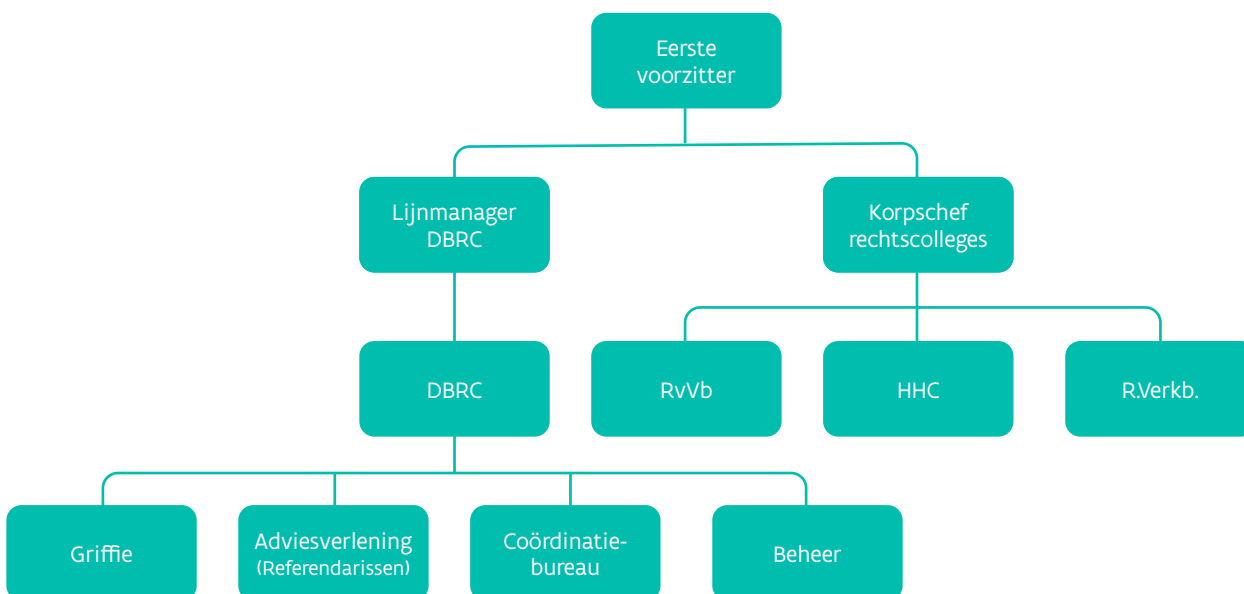 Eerste
voorzitter
Lijnmanager
DBRC
Korpschef
rechtscolleges
DBRC
RvVb
HHC
R.Verkb.
Griffie
Adviesverlening
(Referendarissen)
Coördinatie-
bureau
Beheer